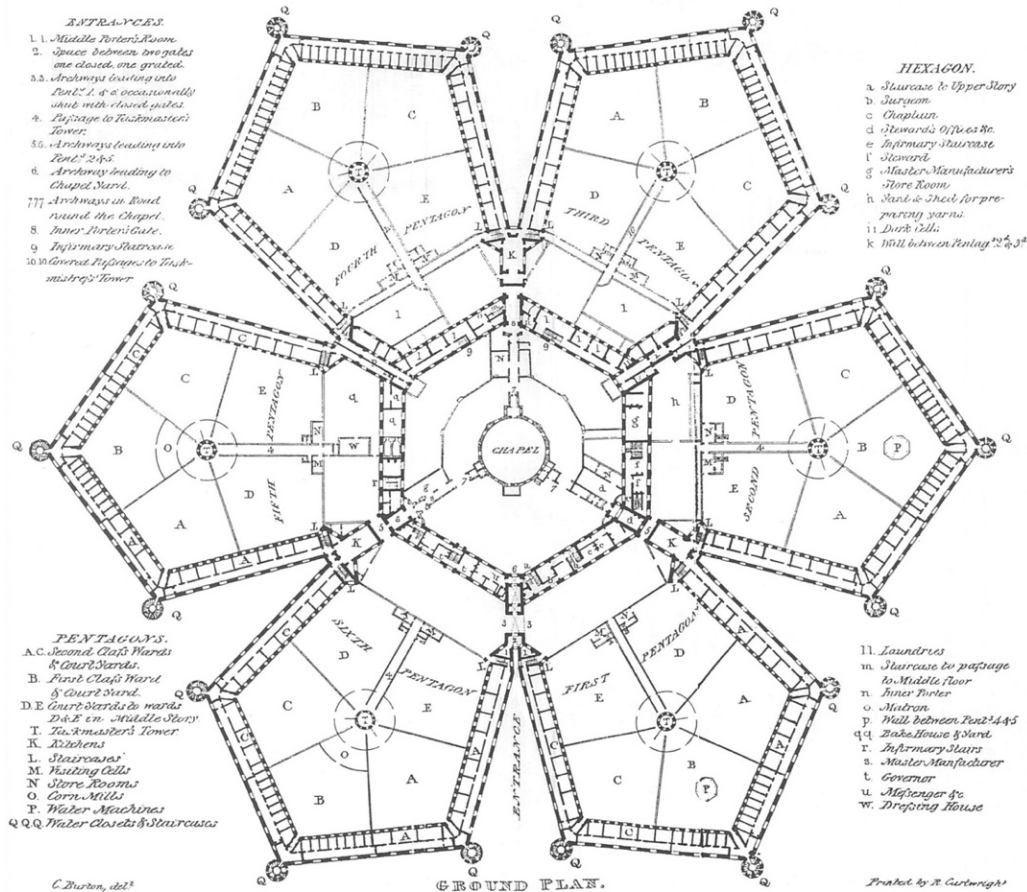 ENTRANCES.
1.1. Middle Porter's Room
2. Space between two gates
one closed, one grated.
3.3. Archways leading into
Pent.s 1. & 6. occasionally
shut with closed gates.
4. Paſsage to Taskmaster's
Tower.
5.5. Archways leading into
Pent.s 2 & 5.
6. Archway leading to
Chapel Yard.
777 Archways in Road
round the Chapel.
8. Inner Porter's Gate.
9 Infirmary Staircase
10.10. Covered Paſsages to Task-
mistreſs' Tower
HEXAGON.
a Staircase to Upper Story
b. Surgeon
c Chaplain
d Steward's Offices &c.
e Infirmary Staircase
f Steward
g Master Manufacturer's
Store Room
h Yard & Shed for pre-
paring yarns.
ii Dark Cells
k Wall between Pentag.ns 2.d & 3.d
FOURTH PENTAGON
THIRD PENTAGON
FIFTH PENTAGON
SECOND PENTAGON
CHAPEL
SIXTH PENTAGON
FIRST PENTAGON
ENTRANCE
PENTAGONS.
A.C. Second Claſs Wards
& Court Yards.
B. First Claſs Ward
& Court Yard.
D.E Court Yards to wards
D & E in Middle Story
T. Taskmaster's Tower
K Kitchens
L Staircases
M Visiting Cells
N Store Rooms
O. Corn Mills
P. Water Machines
Q Q.Q. Water Closets & Staircases
ll. Laundries
m Staircase to paſsage
to Middle floor
n Inner Porter
o. Matron
p. Wall between Pent.s 4 & 5
qq Bake House & Yard
r. Infirmary Stairs
s. Master Manfacturer
t. Governor
u Meſsenger &c.
w. Dreſsing House
C. Burton, del.t
GROUND PLAN.
Printed by R. Cartwright